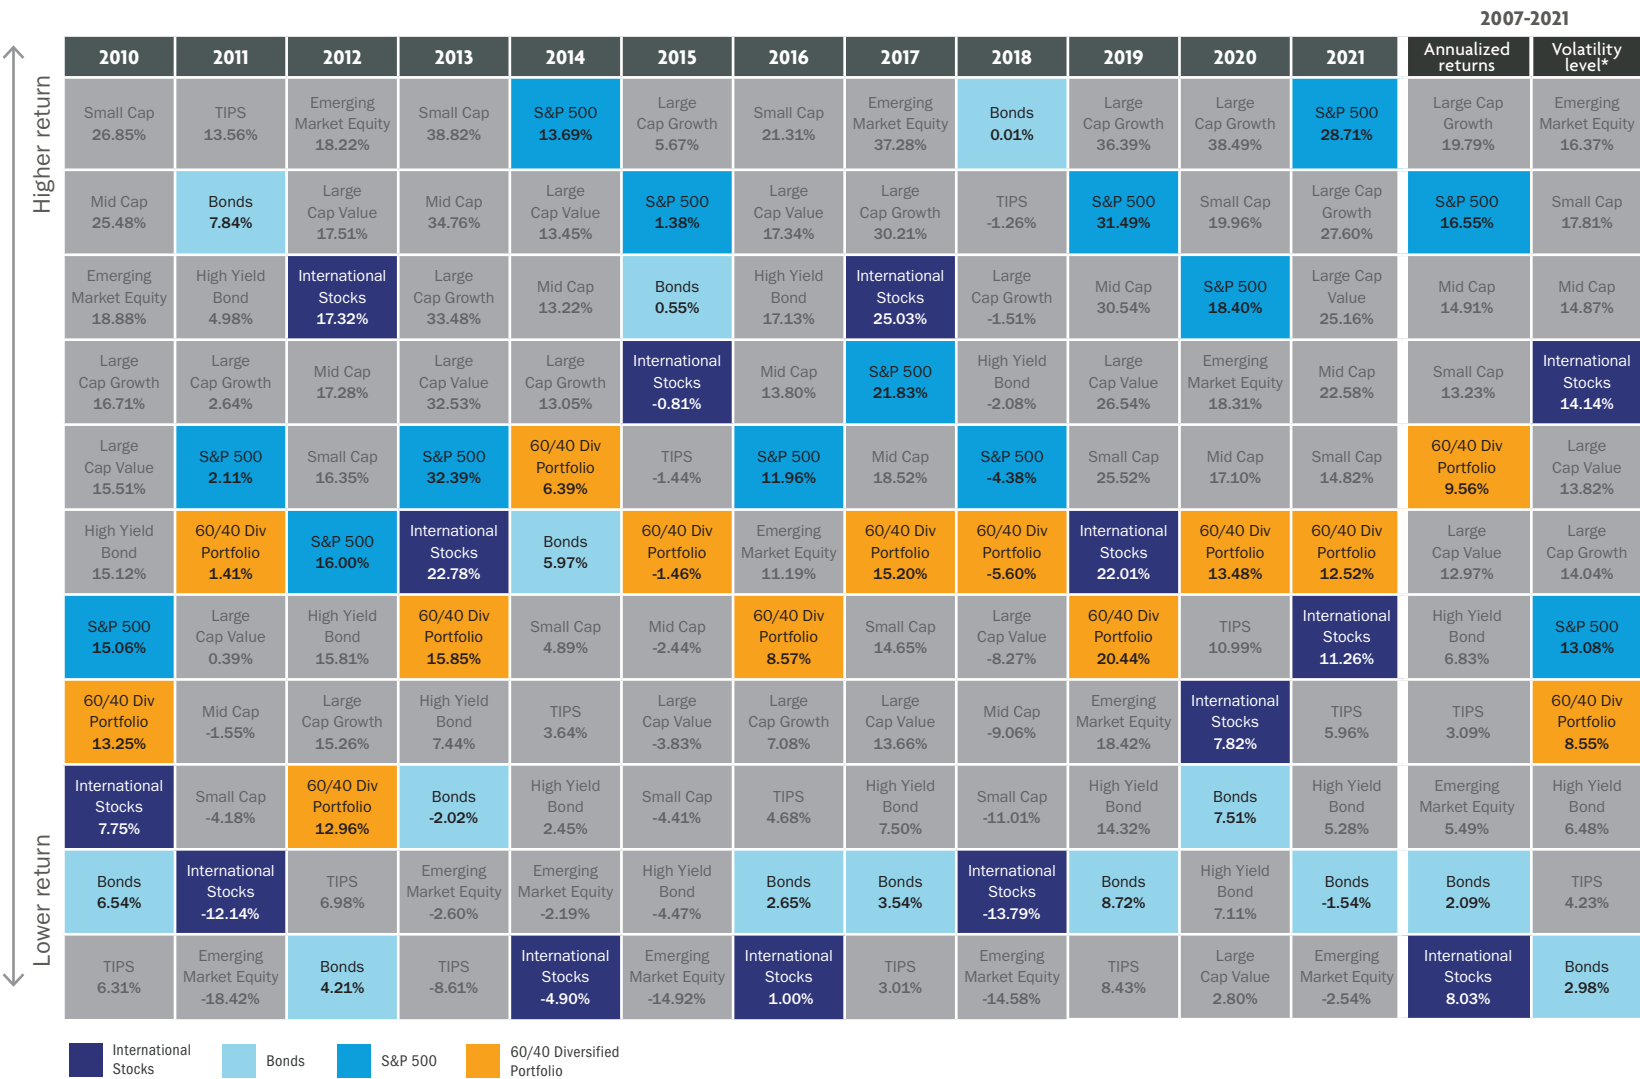 2007-2021
2010 2011 2012 2013 2014 2015 2016 2017 2018 2019 2020 2021 Annualized returns Volatility level*
Higher return
Lower return
Small Cap 26.85% TIPS 13.56% Emerging Market Equity 18.22% Small Cap 38.82% S&P 500 13.69% Large Cap Growth 5.67% Small Cap 21.31% Emerging Market Equity 37.28% Bonds 0.01% Large Cap Growth 36.39% Large Cap Growth 38.49% S&P 500 28.71% Large Cap Growth 19.79% Emerging Market Equity 16.37%
Mid Cap 25.48% Bonds 7.84% Large Cap Value 17.51% Mid Cap 34.76% Large Cap Value 13.45% S&P 500 1.38% Large Cap Value 17.34% Large Cap Growth 30.21% TIPS -1.26% S&P 500 31.49% Small Cap 19.96% Large Cap Growth 27.60% S&P 500 16.55% Small Cap 17.81%
Emerging Market Equity 18.88% High Yield Bond 4.98% International Stocks 17.32% Large Cap Growth 33.48% Mid Cap 13.22% Bonds 0.55% High Yield Bond 17.13% International Stocks 25.03% Large Cap Growth -1.51% Mid Cap 30.54% S&P 500 18.40% Large Cap Value 25.16% Mid Cap 14.91% Mid Cap 14.87%
Large Cap Growth 16.71% Large Cap Growth 2.64% Mid Cap 17.28% Large Cap Value 32.53% Large Cap Growth 13.05% International Stocks -0.81% Mid Cap 13.80% S&P 500 21.83% High Yield Bond -2.08% Large Cap Value 26.54% Emerging Market Equity 18.31% Mid Cap 22.58% Small Cap 13.23% International Stocks 14.14%
Large Cap Value 15.51% S&P 500 2.11% Small Cap 16.35% S&P 500 32.39% 60/40 Div Portfolio 6.39% TIPS -1.44% S&P 500 11.96% Mid Cap 18.52% S&P 500 -4.38% Small Cap 25.52% Mid Cap 17.10% Small Cap 14.82% 60/40 Div Portfolio 9.56% Large Cap Value 13.82%
High Yield Bond 15.12% 60/40 Div Portfolio 1.41% S&P 500 16.00% International Stocks 22.78% Bonds 5.97% 60/40 Div Portfolio -1.46% Emerging Market Equity 11.19% 60/40 Div Portfolio 15.20% 60/40 Div Portfolio -5.60% International Stocks 22.01% 60/40 Div Portfolio 13.48% 60/40 Div Portfolio 12.52% Large Cap Value 12.97% Large Cap Growth 14.04%
S&P 500 15.06% Large Cap Value 0.39% High Yield Bond 15.81% 60/40 Div Portfolio 15.85% Small Cap 4.89% Mid Cap -2.44% 60/40 Div Portfolio 8.57% Small Cap 14.65% Large Cap Value -8.27% 60/40 Div Portfolio 20.44% TIPS 10.99% International Stocks 11.26% High Yield Bond 6.83% S&P 500 13.08%
60/40 Div Portfolio 13.25% Mid Cap -1.55% Large Cap Growth 15.26% High Yield Bond 7.44% TIPS 3.64% Large Cap Value -3.83% Large Cap Growth 7.08% Large Cap Value 13.66% Mid Cap -9.06% Emerging Market Equity 18.42% International Stocks 7.82% TIPS 5.96% TIPS 3.09% 60/40 Div Portfolio 8.55%
International Stocks 7.75% Small Cap -4.18% 60/40 Div Portfolio 12.96% Bonds -2.02% High Yield Bond 2.45% Small Cap -4.41% TIPS 4.68% High Yield Bond 7.50% Small Cap -11.01% High Yield Bond 14.32% Bonds 7.51% High Yield Bond 5.28% Emerging Market Equity 5.49% High Yield Bond 6.48%
Bonds 6.54% International Stocks -12.14% TIPS 6.98% Emerging Market Equity -2.60% Emerging Market Equity -2.19% High Yield Bond -4.47% Bonds 2.65% Bonds 3.54% International Stocks -13.79% Bonds 8.72% High Yield Bond 7.11% Bonds -1.54% Bonds 2.09% TIPS 4.23%
TIPS 6.31% Emerging Market Equity -18.42% Bonds 4.21% TIPS -8.61% International Stocks -4.90% Emerging Market Equity -14.92% International Stocks 1.00% TIPS 3.01% Emerging Market Equity -14.58% TIPS 8.43% Large Cap Value 2.80% Emerging Market Equity -2.54% International Stocks 8.03% Bonds 2.98%
International Stocks Bonds S&P 500 60/40 Diversified Portfolio